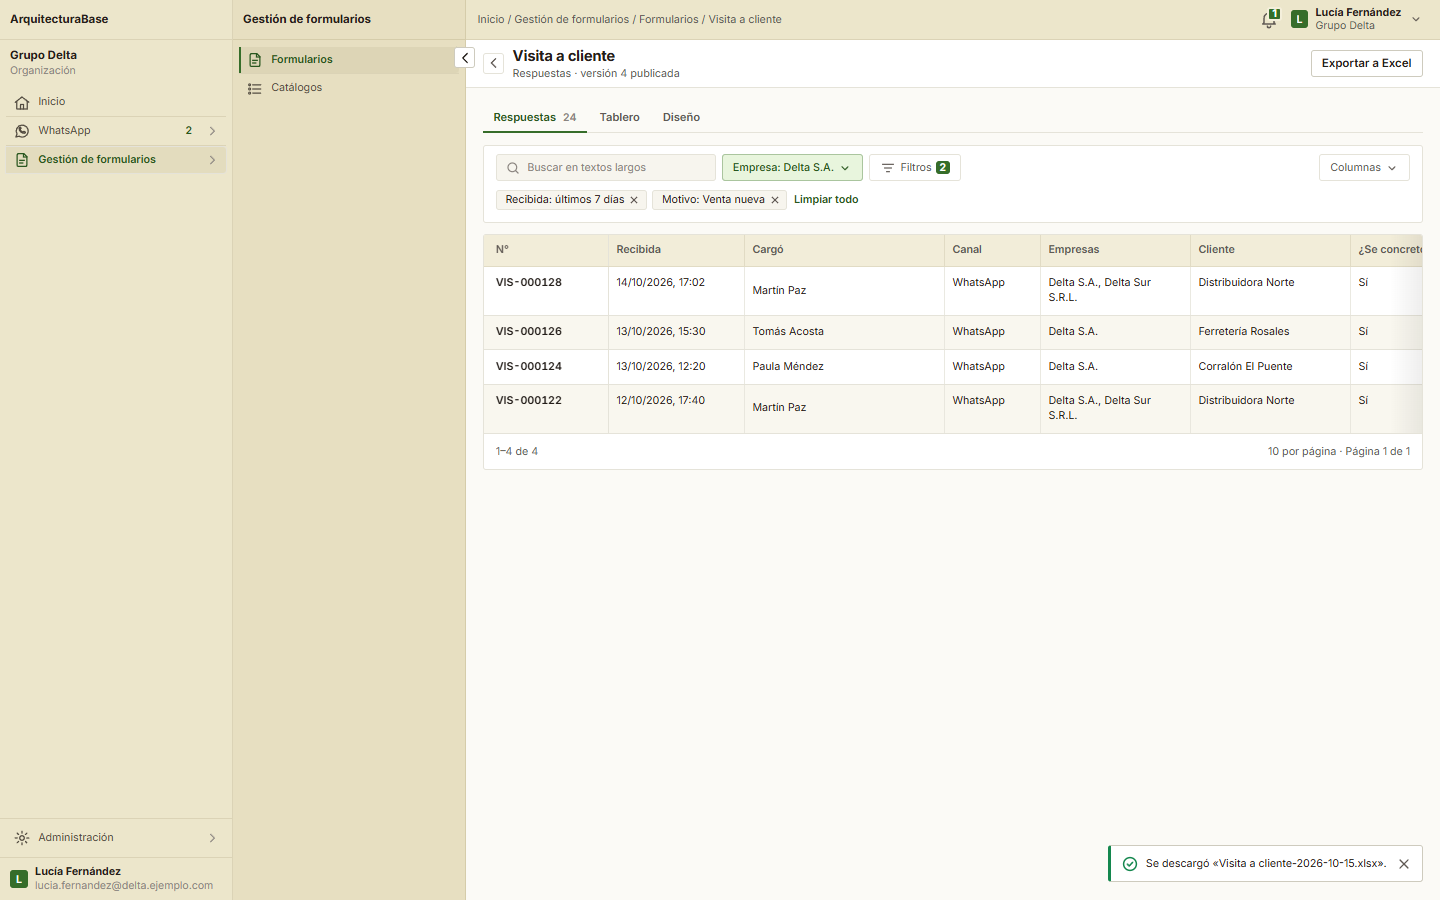 ArquitecturaBase
Grupo Delta
Organización
Inicio
WhatsApp 2
Gestión de formularios
Administración
L
Lucía Fernández
lucia.fernandez@delta.ejemplo.com
Gestión de formularios
Formularios
Catálogos
Inicio / Gestión de formularios / Formularios / Visita a cliente
1
L
Lucía Fernández
Grupo Delta
Visita a cliente
Respuestas · versión 4 publicada
Exportar a Excel
Respuestas 24 Tablero Diseño
Buscar en textos largos Empresa: Delta S.A. Filtros 2 Columnas
Recibida: últimos 7 días Motivo: Venta nueva Limpiar todo
N° Recibida Cargó Canal Empresas Cliente ¿Se concret
VIS-000128 14/10/2026, 17:02 Martín Paz WhatsApp Delta S.A., Delta Sur Distribuidora Norte Sí
S.R.L.
VIS-000126 13/10/2026, 15:30 Tomás Acosta WhatsApp Delta S.A. Ferretería Rosales Sí
VIS-000124 13/10/2026, 12:20 Paula Méndez WhatsApp Delta S.A. Corralón El Puente Sí
VIS-000122 12/10/2026, 17:40 Martín Paz WhatsApp Delta S.A., Delta Sur Distribuidora Norte Sí
S.R.L.
1–4 de 4 10 por página · Página 1 de 1
Se descargó «Visita a cliente-2026-10-15.xlsx».